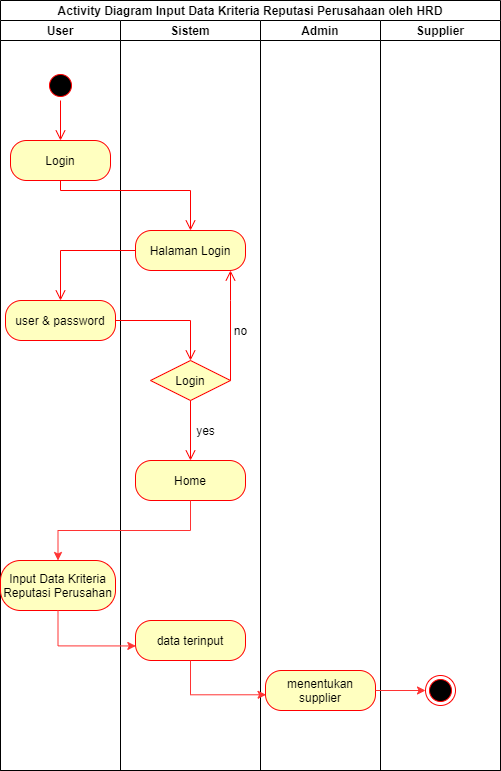 Activity Diagram Input Data Kriteria Reputasi Perusahaan oleh HRD
User
Sistem
Admin
Supplier
Login
Halaman Login
user & password
no
Login
yes
Home
Input Data Kriteria
Reputasi Perusahan
data terinput
menentukan
supplier